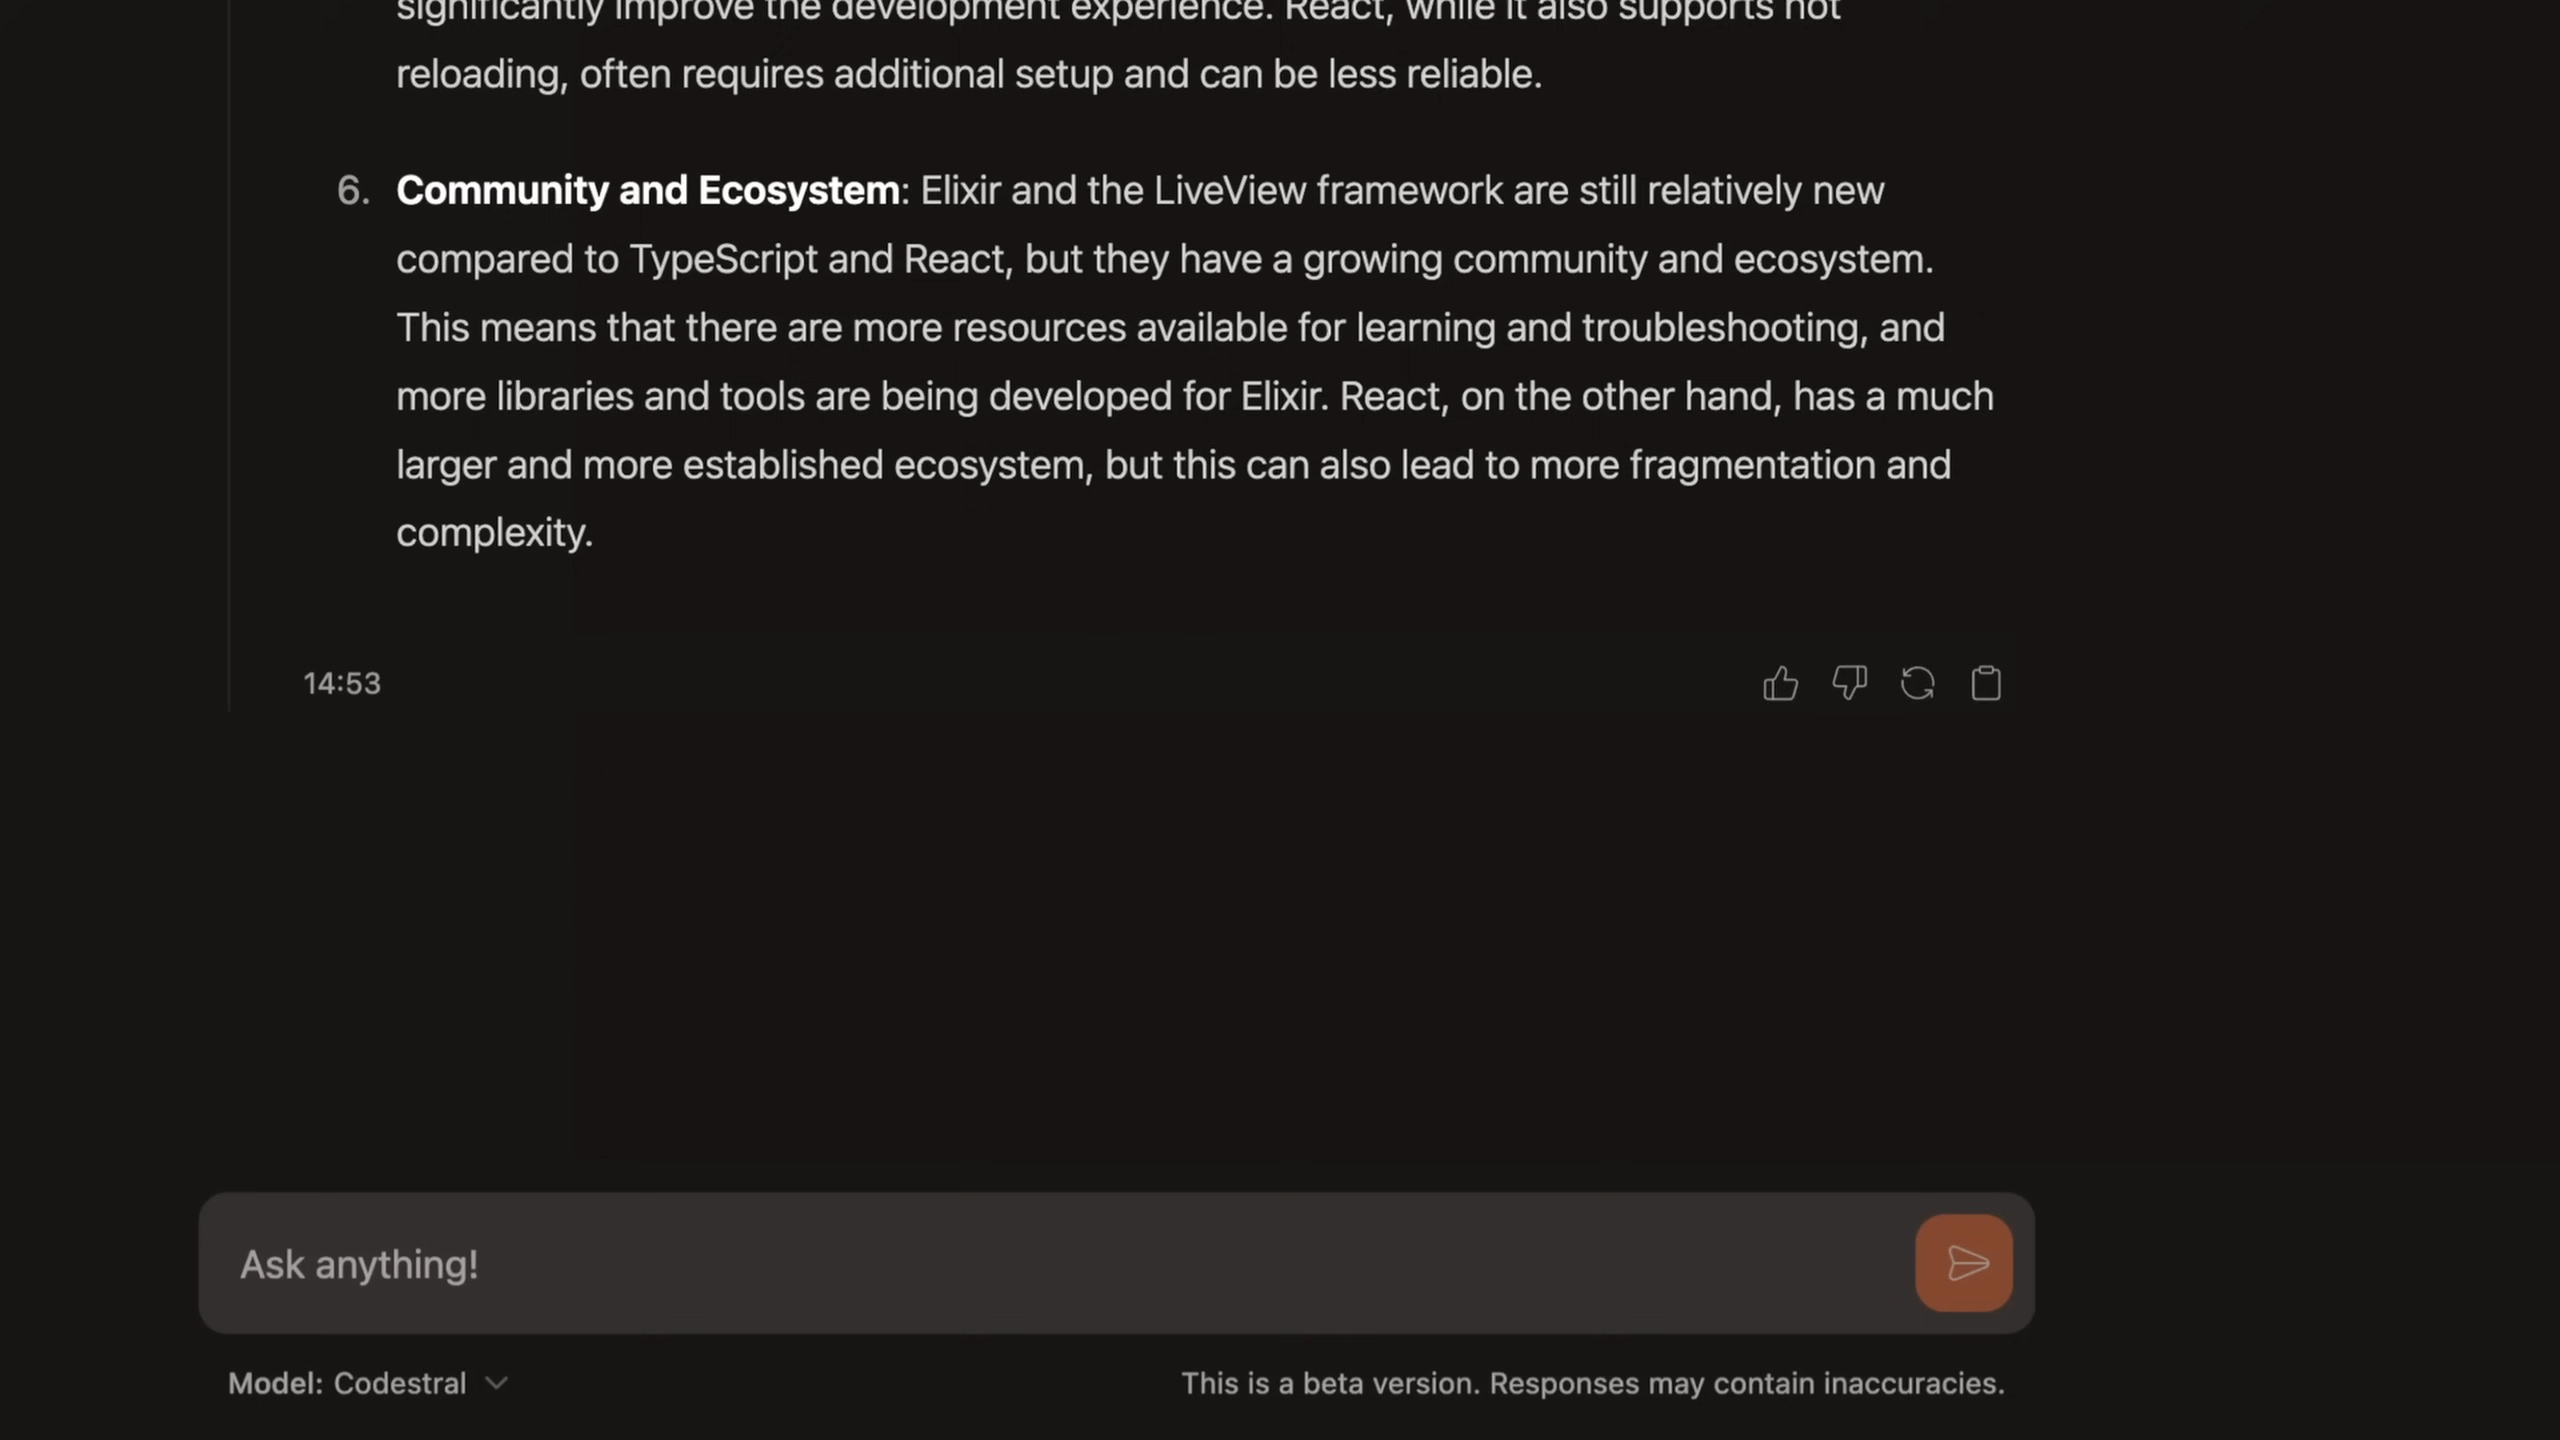 significantly improve the development experience. React, while it also supports hot
reloading, often requires additional setup and can be less reliable.
6. Community and Ecosystem: Elixir and the LiveView framework are still relatively new
compared to TypeScript and React, but they have a growing community and ecosystem.
This means that there are more resources available for learning and troubleshooting, and
more libraries and tools are being developed for Elixir. React, on the other hand, has a much
larger and more established ecosystem, but this can also lead to more fragmentation and
complexity.
14:53
Ask anything!
Model: Codestral
This is a beta version. Responses may contain inaccuracies.